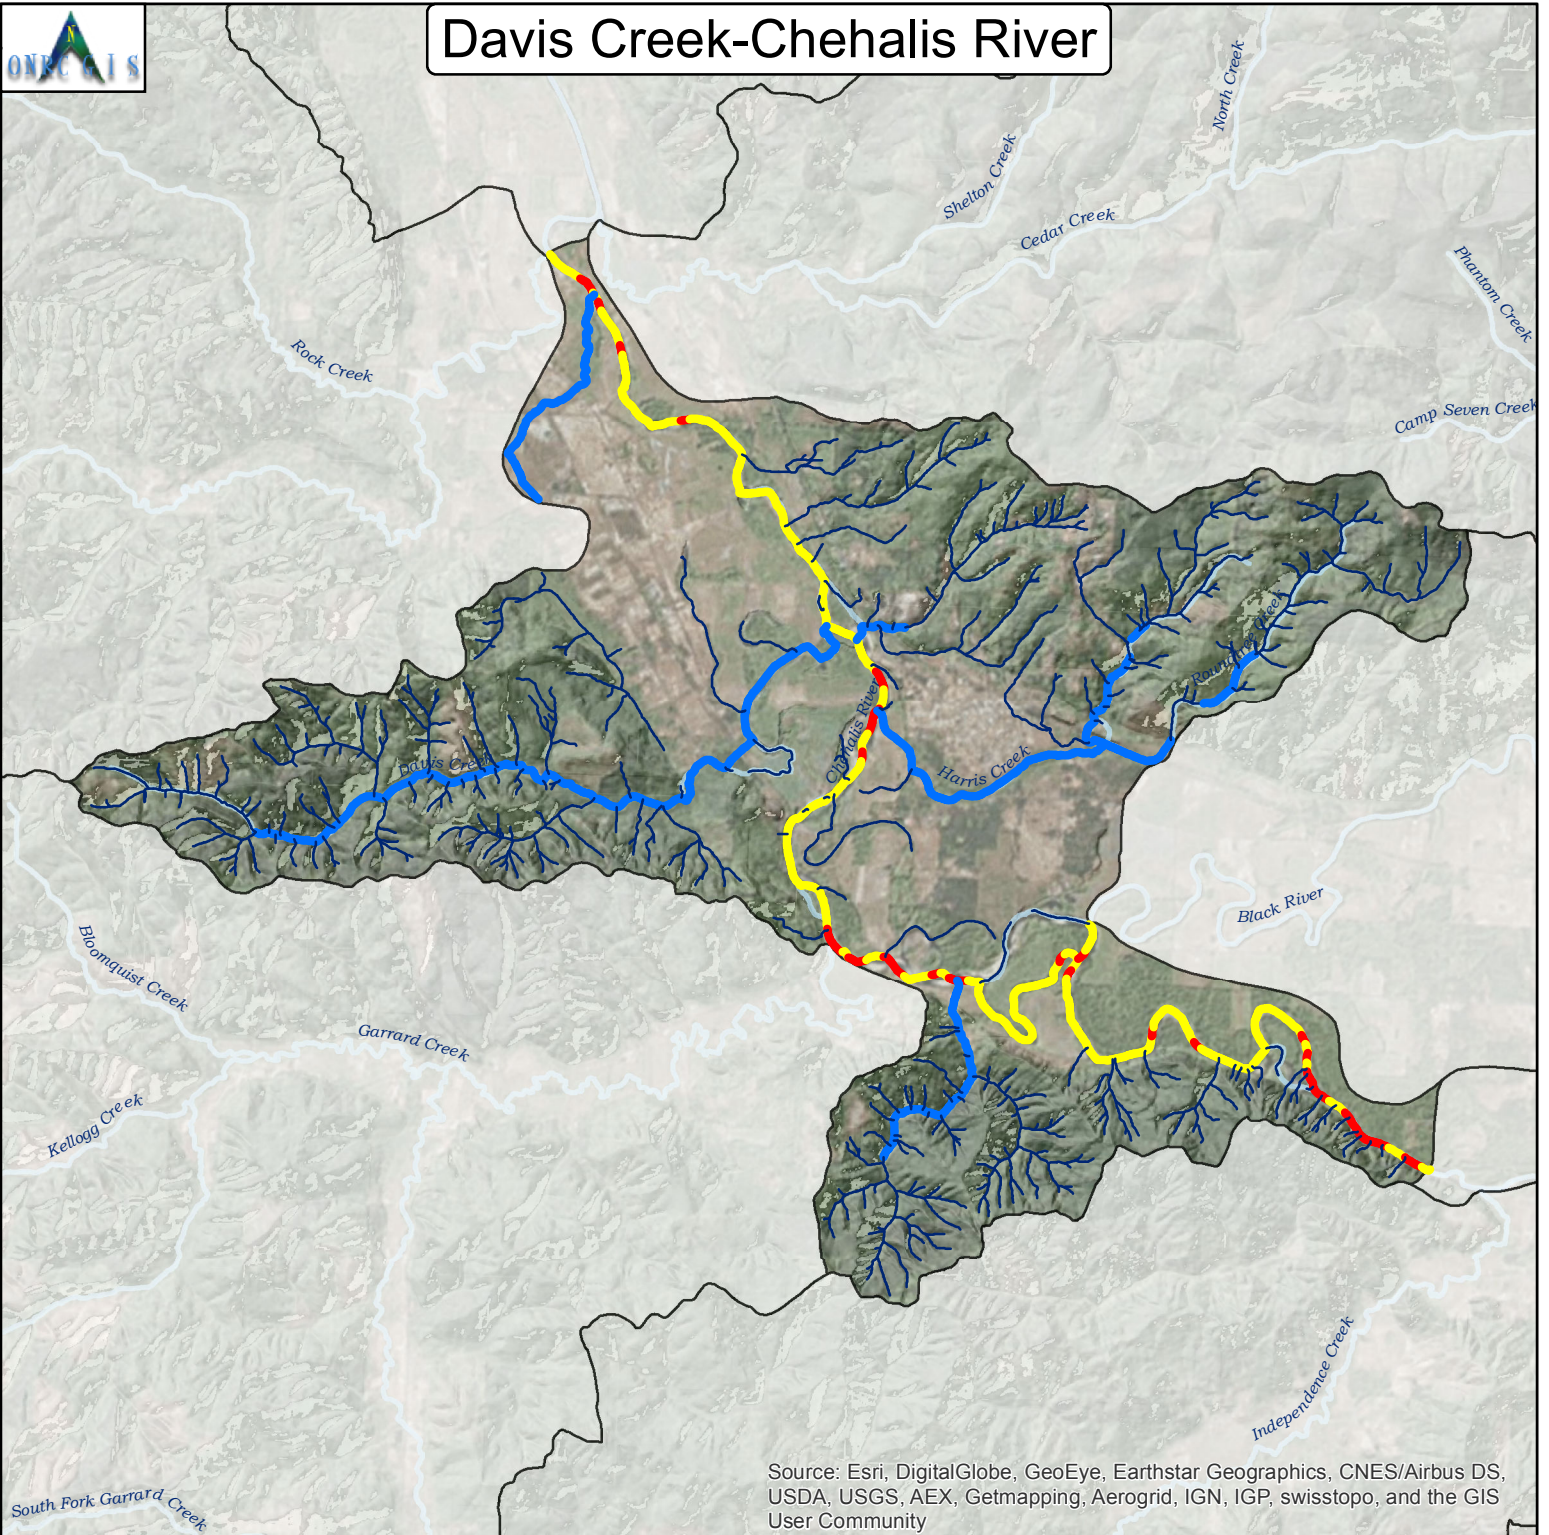 Davis Creek-Chehalis River
N
ONRC GIS
North Creek
Shelton Creek
Cedar Creek
Phantom Creek
Rock Creek
Camp Seven Creek
Roundtree Creek
Chehalis River
Davis Creek
Harris Creek
Black River
Bloomquist Creek
Garrard Creek
Kellogg Creek
Independence Creek
South Fork Garrard Creek
Source: Esri, DigitalGlobe, GeoEye, Earthstar Geographics, CNES/Airbus DS,
USDA, USGS, AEX, Getmapping, Aerogrid, IGN, IGP, swisstopo, and the GIS
User Community